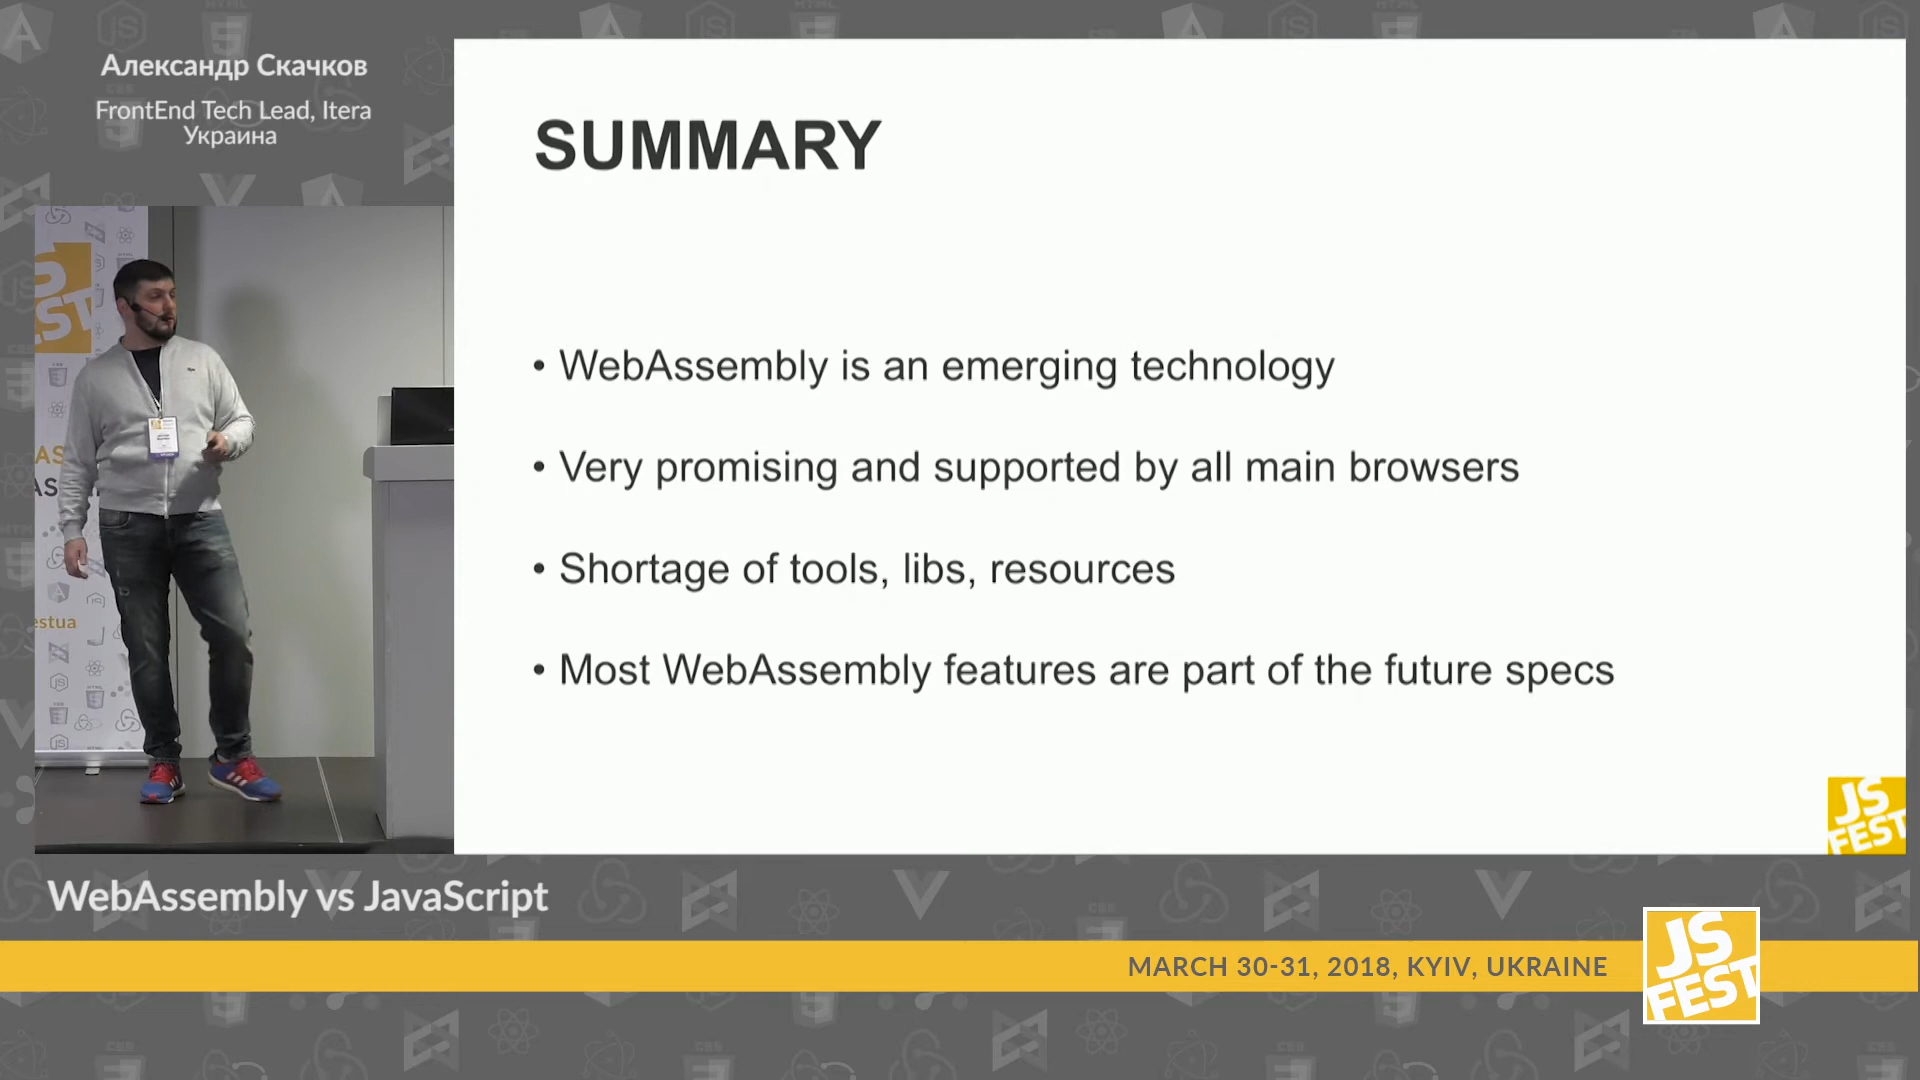 Александр Скачков
FrontEnd Tech Lead, Itera
Украина
SUMMARY
• WebAssembly is an emerging technology
• Very promising and supported by all main browsers
• Shortage of tools, libs, resources
• Most WebAssembly features are part of the future specs
JS
FEST
WebAssembly vs JavaScript
MARCH 30-31, 2018, KYIV, UKRAINE
JS
FEST